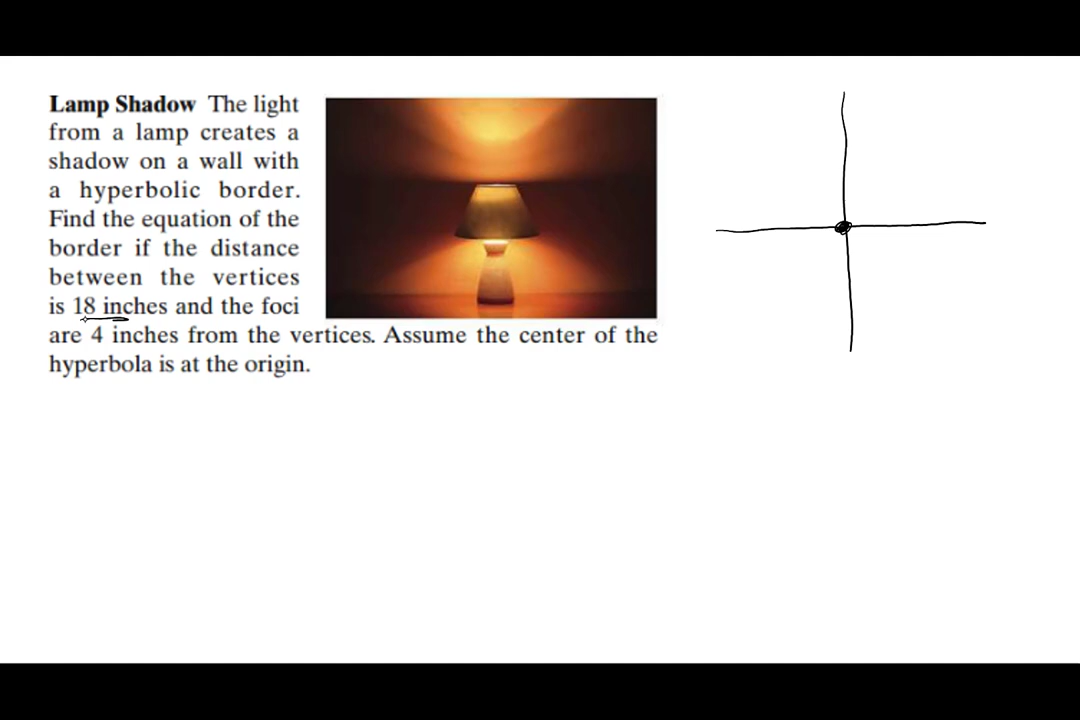 Lamp Shadow The light
from a lamp creates a
shadow on a wall with
a hyperbolic border.
Find the equation of the
border if the distance
between the vertices
is 18 inches and the foci
are 4 inches from the vertices. Assume the center of the
hyperbola is at the origin.